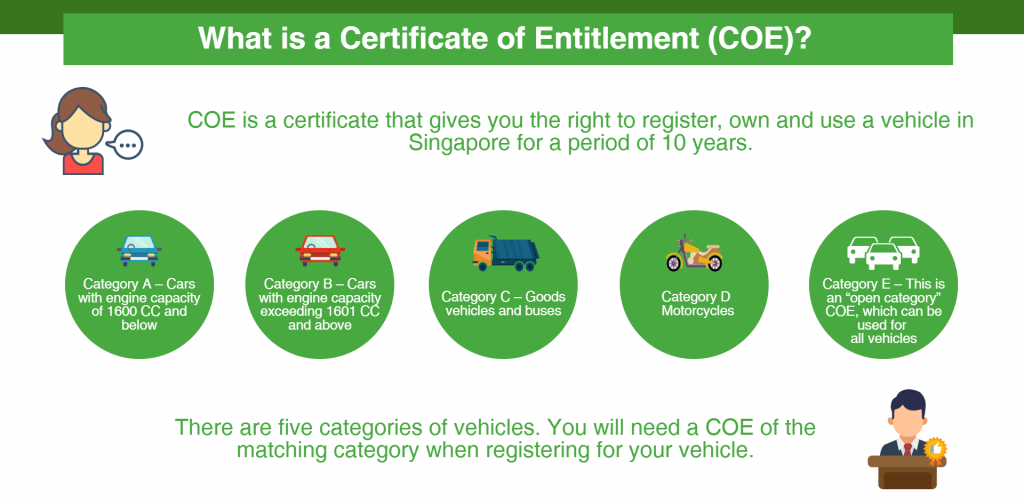 What is a Certificate of Entitlement (COE)?
COE is a certificate that gives you the right to register, own and use a vehicle in
Singapore for a period of 10 years.
Category A – Cars
with engine capacity
of 1600 CC and
below
Category B – Cars
with engine capacity
exceeding 1601 CC
and above
Category C – Goods
vehicles and buses
Category D
Motorcycles
Category E – This is
an “open category”
COE, which can be
used for
all vehicles
There are five categories of vehicles. You will need a COE of the
matching category when registering for your vehicle.